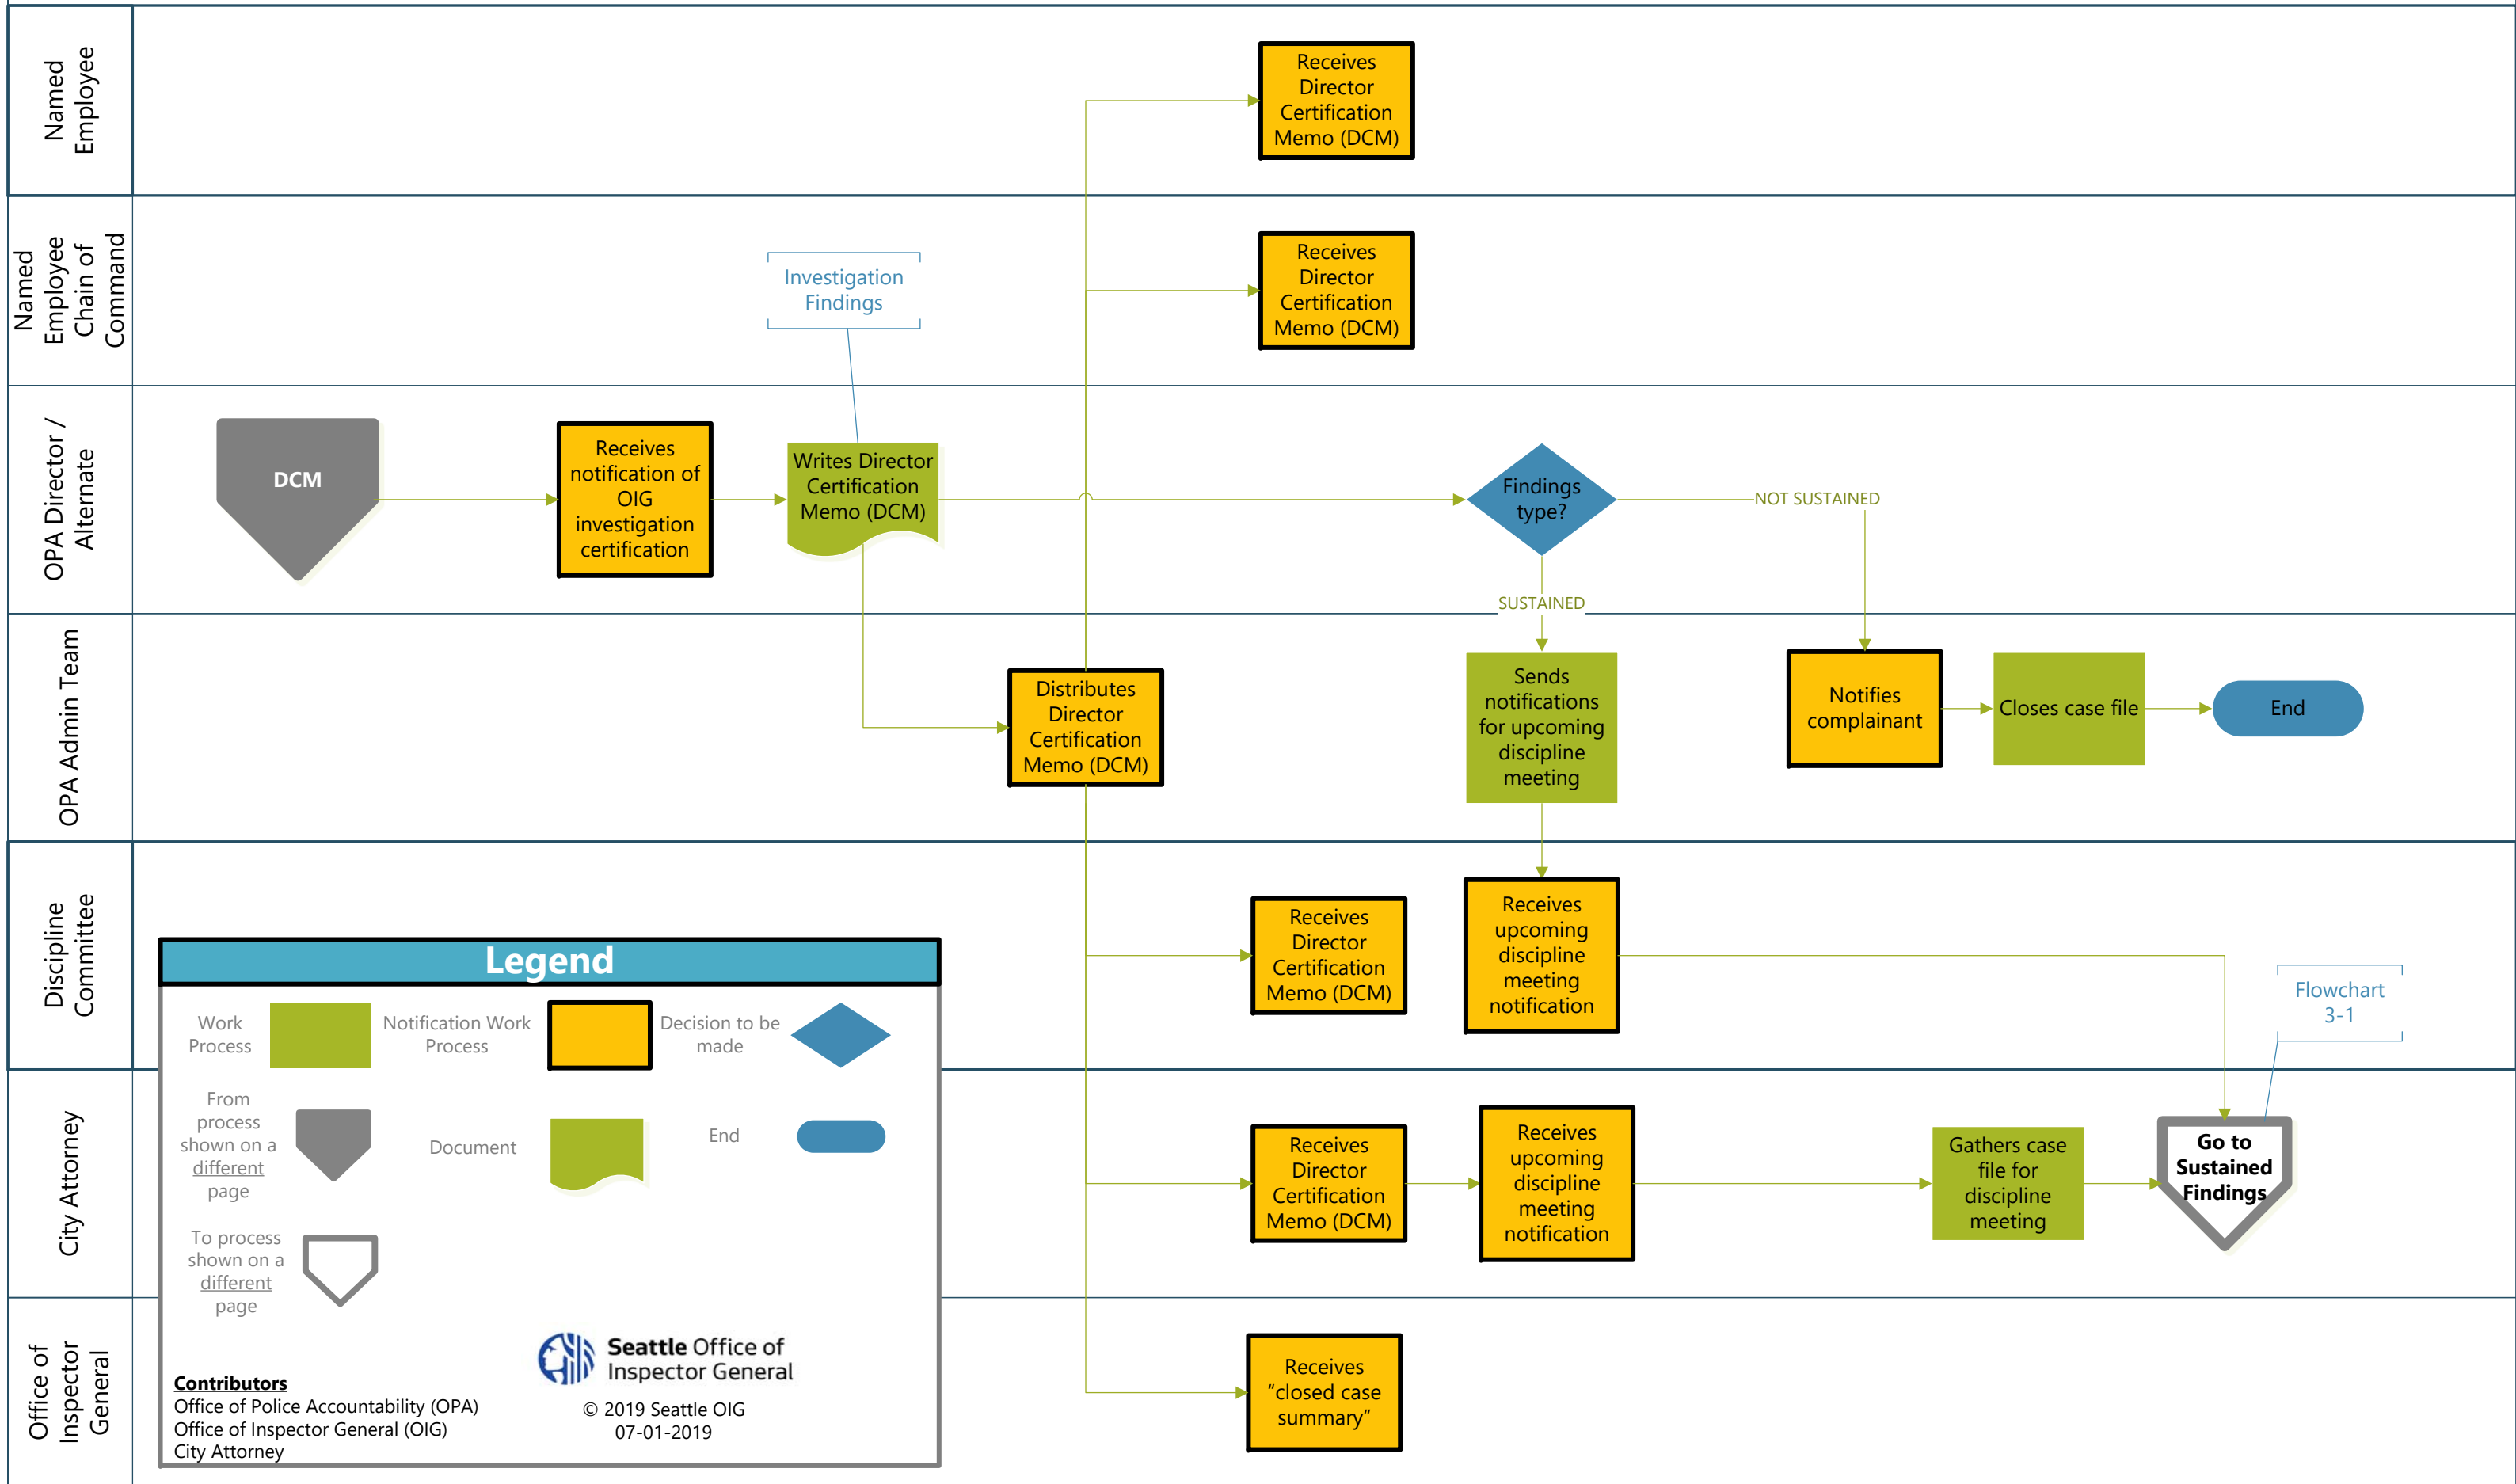 Named
Employee
Receives
Director
Certification
Memo (DCM)
Named
Employee
Chain of
Command
Investigation
Findings
Receives
Director
Certification
Memo (DCM)
OPA Director /
Alternate
DCM
Receives
notification of
OIG
investigation
certification
Writes Director
Certification
Memo (DCM)
Findings
type?
NOT SUSTAINED
SUSTAINED
OPA Admin Team
Distributes
Director
Certification
Memo (DCM)
Sends
notifications
for upcoming
discipline
meeting
Notifies
complainant
Closes case file
End
Discipline
Committee
Receives
Director
Certification
Memo (DCM)
Receives
upcoming
discipline
meeting
notification
Flowchart
3-1
City Attorney
Receives
Director
Certification
Memo (DCM)
Receives
upcoming
discipline
meeting
notification
Gathers case
file for
discipline
meeting
Go to
Sustained
Findings
Office of
Inspector
General
Receives
“closed case
summary”
Legend
Work
Process
Notification Work
Process
Decision to be
made
From
process
shown on a
different
page
Document
End
To process
shown on a
different
page
Seattle Office of
Inspector General
© 2019 Seattle OIG
07-01-2019
Contributors
Office of Police Accountability (OPA)
Office of Inspector General (OIG)
City Attorney